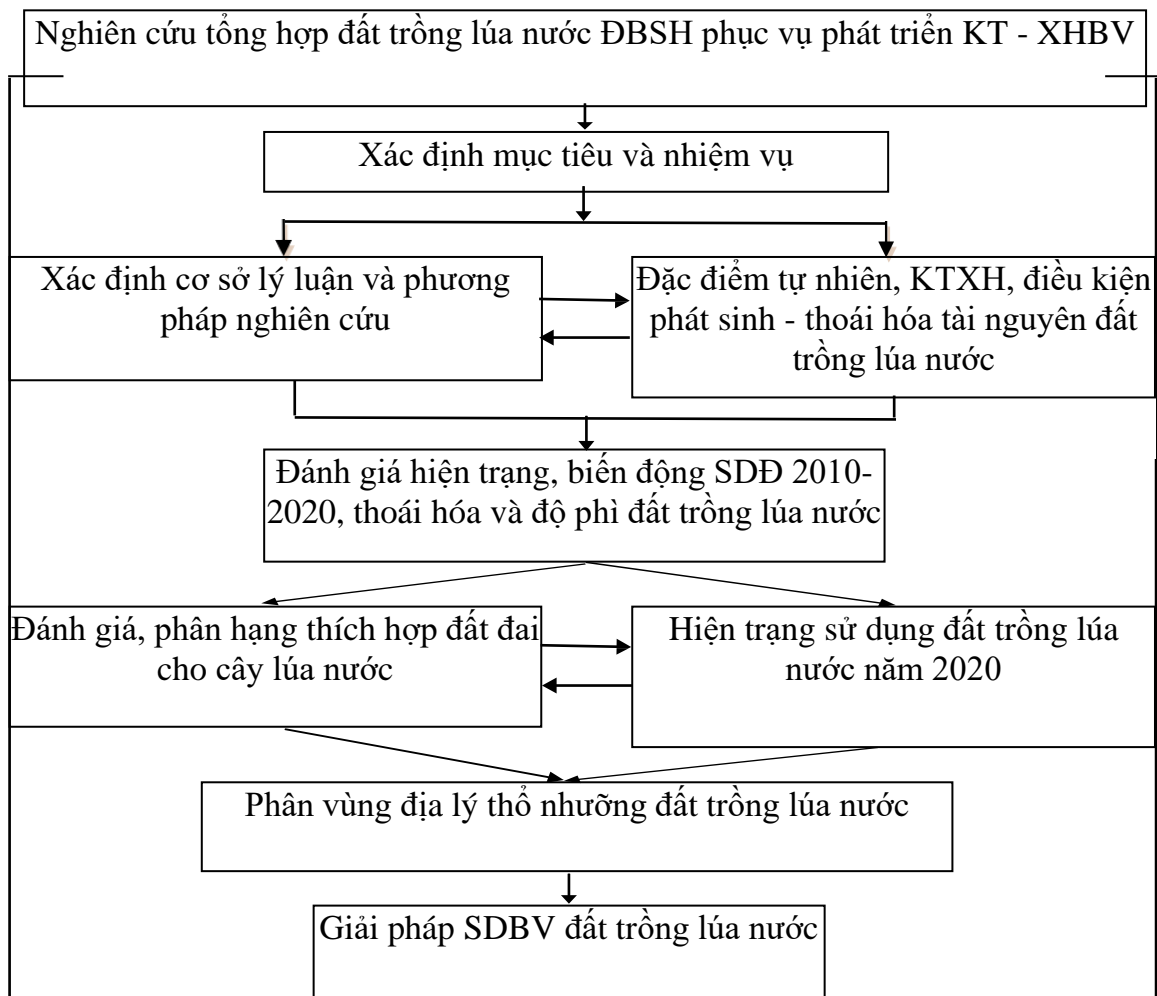 Nghiên cứu tổng hợp đất trồng lúa nước ĐBSH phục vụ phát triển KT - XHBV
Xác định mục tiêu và nhiệm vụ
Xác định cơ sở lý luận và phương
pháp nghiên cứu
Đặc điểm tự nhiên, KTXH, điều kiện
phát sinh - thoái hóa tài nguyên đất
trồng lúa nước
Đánh giá hiện trạng, biến động SDĐ 2010-
2020, thoái hóa và độ phì đất trồng lúa nước
Đánh giá, phân hạng thích hợp đất đai
cho cây lúa nước
Hiện trạng sử dụng đất trồng lúa
nước năm 2020
Phân vùng địa lý thổ nhưỡng đất trồng lúa nước
Giải pháp SDBV đất trồng lúa nước